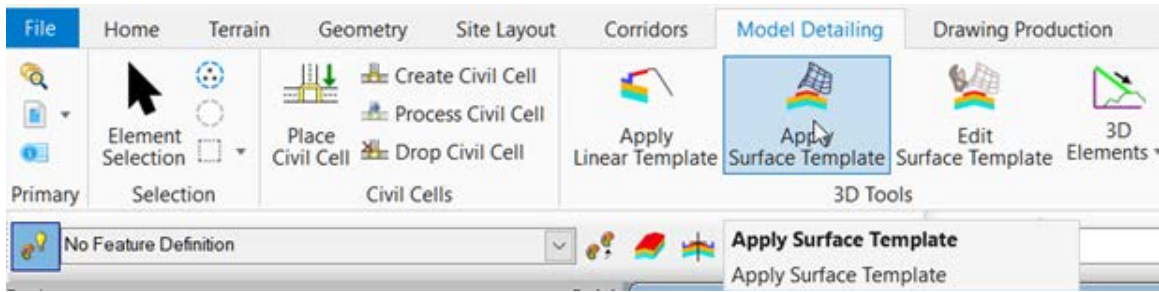 File Home Terrain Geometry Site Layout Corridors Model Detailing Drawing Production
Element
Selection
Place
Civil Cell
Create Civil Cell
Process Civil Cell
Drop Civil Cell
Apply
Linear Template
Apply
Surface Template
Edit
Surface Template
3D
Elements
Primary Selection Civil Cells 3D Tools
No Feature Definition
Apply Surface Template
Apply Surface Template